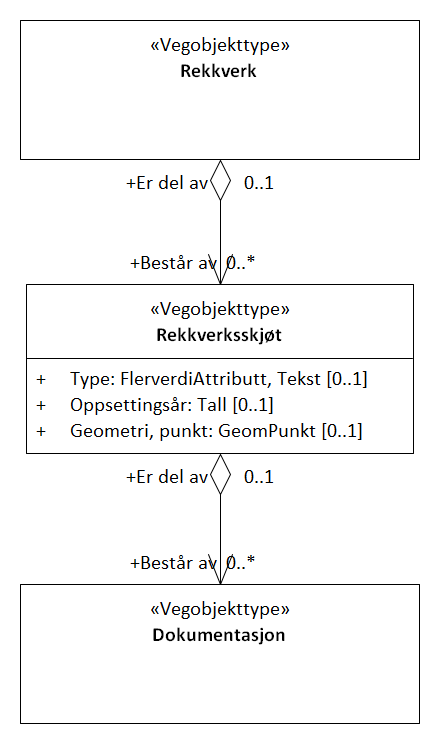 «Vegobjekttype»
Rekkverk
+Er del av 0..1
+Består av 0..*
«Vegobjekttype»
Rekkverksskjøt
+ Type: FlerverdiAttributt, Tekst [0..1]
+ Oppsettingsår: Tall [0..1]
+ Geometri, punkt: GeomPunkt [0..1]
+Er del av 0..1
+Består av 0..*
«Vegobjekttype»
Dokumentasjon